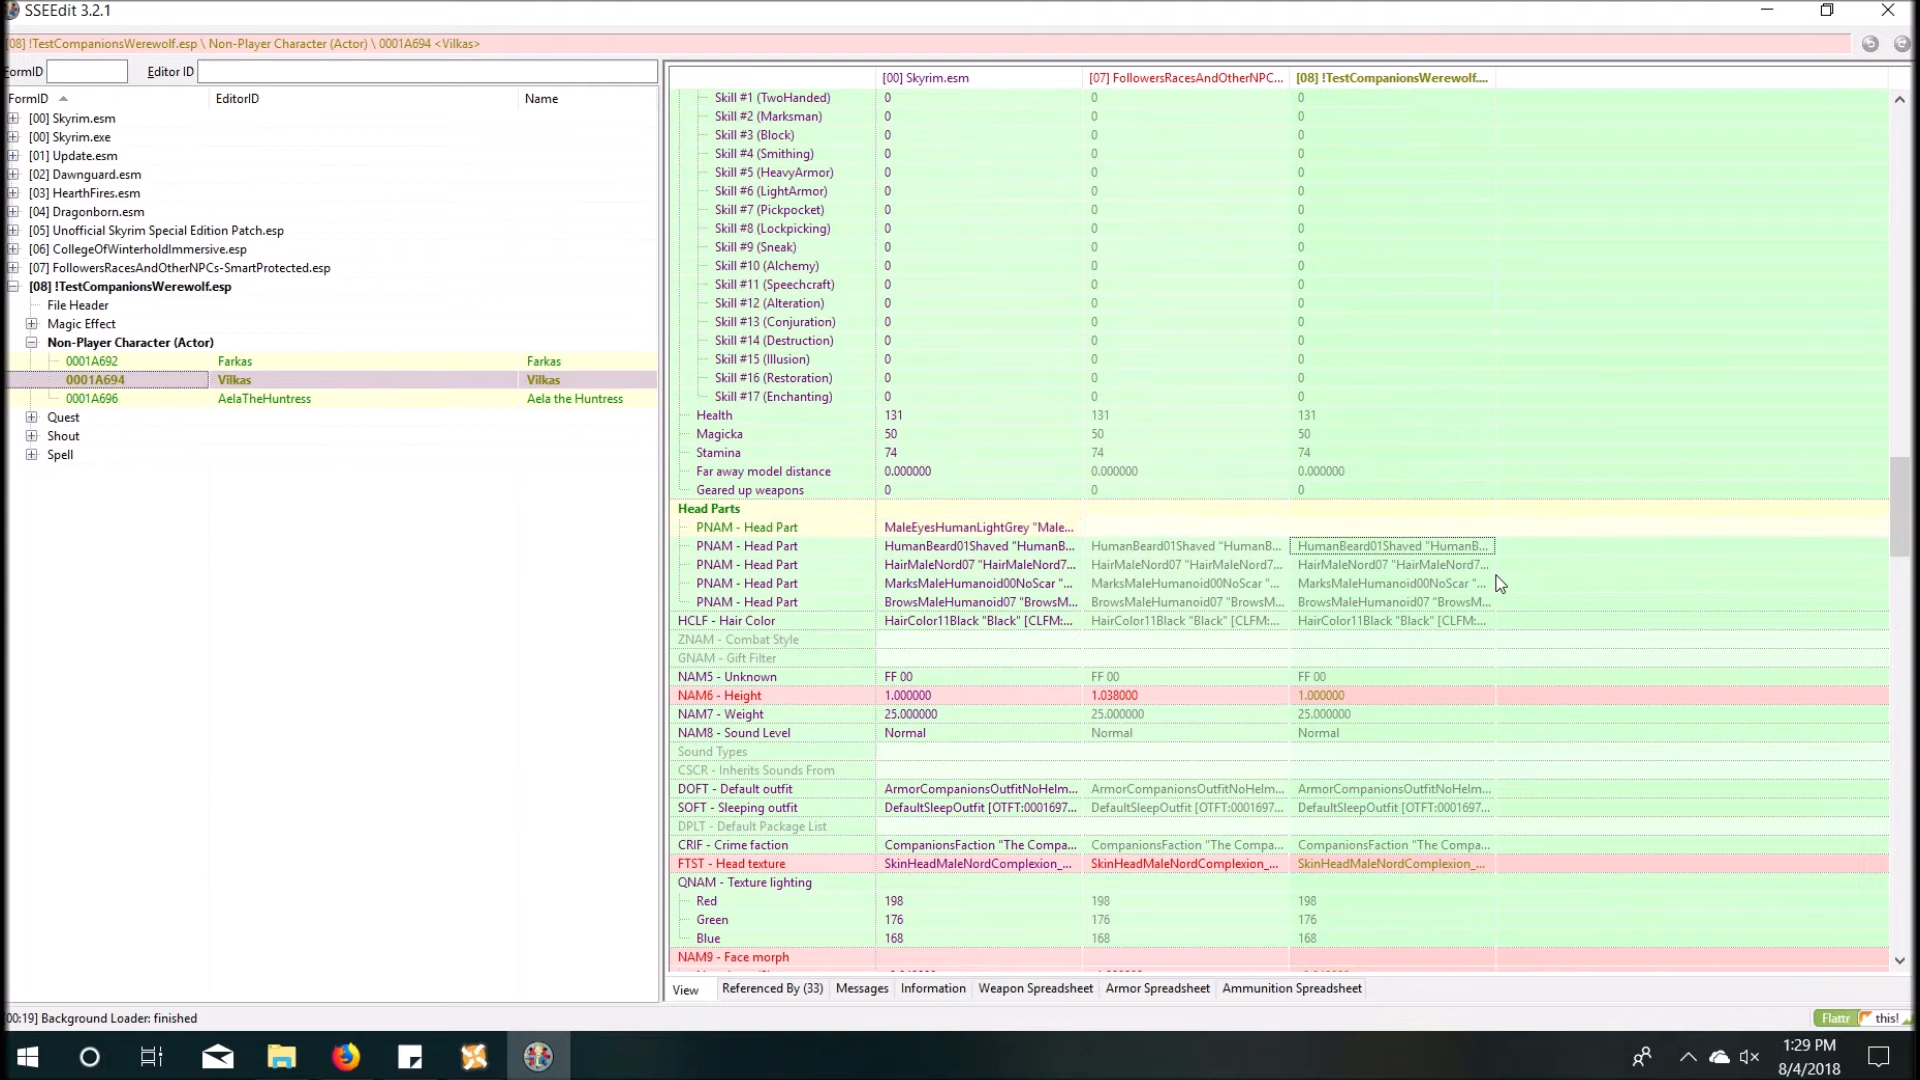 SSEEdit 3.2.1
[08] !TestCompanionsWerewolf.esp \ Non-Player Character (Actor) \ 0001A694 <Vilkas>
FormID Editor ID
FormID EditorID Name
[00] Skyrim.esm
[00] Skyrim.exe
[01] Update.esm
[02] Dawnguard.esm
[03] HearthFires.esm
[04] Dragonborn.esm
[05] Unofficial Skyrim Special Edition Patch.esp
[06] CollegeOfWinterholdImmersive.esp
[07] FollowersRacesAndOtherNPCs-SmartProtected.esp
[08] !TestCompanionsWerewolf.esp
File Header
Magic Effect
Non-Player Character (Actor)
0001A692 Farkas Farkas
0001A694 Vilkas Vilkas
0001A696 AelaTheHuntress Aela the Huntress
Quest
Shout
Spell
[00] Skyrim.esm [07] FollowersRacesAndOtherNPC... [08] !TestCompanionsWerewolf....
Skill #1 (TwoHanded) 0 0 0
Skill #2 (Marksman) 0 0 0
Skill #3 (Block) 0 0 0
Skill #4 (Smithing) 0 0 0
Skill #5 (HeavyArmor) 0 0 0
Skill #6 (LightArmor) 0 0 0
Skill #7 (Pickpocket) 0 0 0
Skill #8 (Lockpicking) 0 0 0
Skill #9 (Sneak) 0 0 0
Skill #10 (Alchemy) 0 0 0
Skill #11 (Speechcraft) 0 0 0
Skill #12 (Alteration) 0 0 0
Skill #13 (Conjuration) 0 0 0
Skill #14 (Destruction) 0 0 0
Skill #15 (Illusion) 0 0 0
Skill #16 (Restoration) 0 0 0
Skill #17 (Enchanting) 0 0 0
Health 131 131 131
Magicka 50 50 50
Stamina 74 74 74
Far away model distance 0.000000 0.000000 0.000000
Geared up weapons 0 0 0
Head Parts
PNAM - Head Part MaleEyesHumanLightGrey "Male...
PNAM - Head Part HumanBeard01Shaved "HumanB... HumanBeard01Shaved "HumanB... HumanBeard01Shaved "HumanB...
PNAM - Head Part HairMaleNord07 "HairMaleNord7... HairMaleNord07 "HairMaleNord7... HairMaleNord07 "HairMaleNord7...
PNAM - Head Part MarksMaleHumanoid00NoScar "... MarksMaleHumanoid00NoScar "... MarksMaleHumanoid00NoScar "...
PNAM - Head Part BrowsMaleHumanoid07 "BrowsM... BrowsMaleHumanoid07 "BrowsM... BrowsMaleHumanoid07 "BrowsM...
HCLF - Hair Color HairColor11Black "Black" [CLFM:... HairColor11Black "Black" [CLFM:... HairColor11Black "Black" [CLFM:...
ZNAM - Combat Style
GNAM - Gift Filter
NAM5 - Unknown FF 00 FF 00 FF 00
NAM6 - Height 1.000000 1.038000 1.000000
NAM7 - Weight 25.000000 25.000000 25.000000
NAM8 - Sound Level Normal Normal Normal
Sound Types
CSCR - Inherits Sounds From
DOFT - Default outfit ArmorCompanionsOutfitNoHelm... ArmorCompanionsOutfitNoHelm... ArmorCompanionsOutfitNoHelm...
SOFT - Sleeping outfit DefaultSleepOutfit [OTFT:0001697... DefaultSleepOutfit [OTFT:0001697... DefaultSleepOutfit [OTFT:0001697...
DPLT - Default Package List
CRIF - Crime faction CompanionsFaction "The Compa... CompanionsFaction "The Compa... CompanionsFaction "The Compa...
FTST - Head texture SkinHeadMaleNordComplexion_... SkinHeadMaleNordComplexion_... SkinHeadMaleNordComplexion_...
QNAM - Texture lighting
Red 198 198 198
Green 176 176 176
Blue 168 168 168
NAM9 - Face morph
View Referenced By (33) Messages Information Weapon Spreadsheet Armor Spreadsheet Ammunition Spreadsheet
[00:19] Background Loader: finished
Flattr this!
1:29 PM
8/4/2018